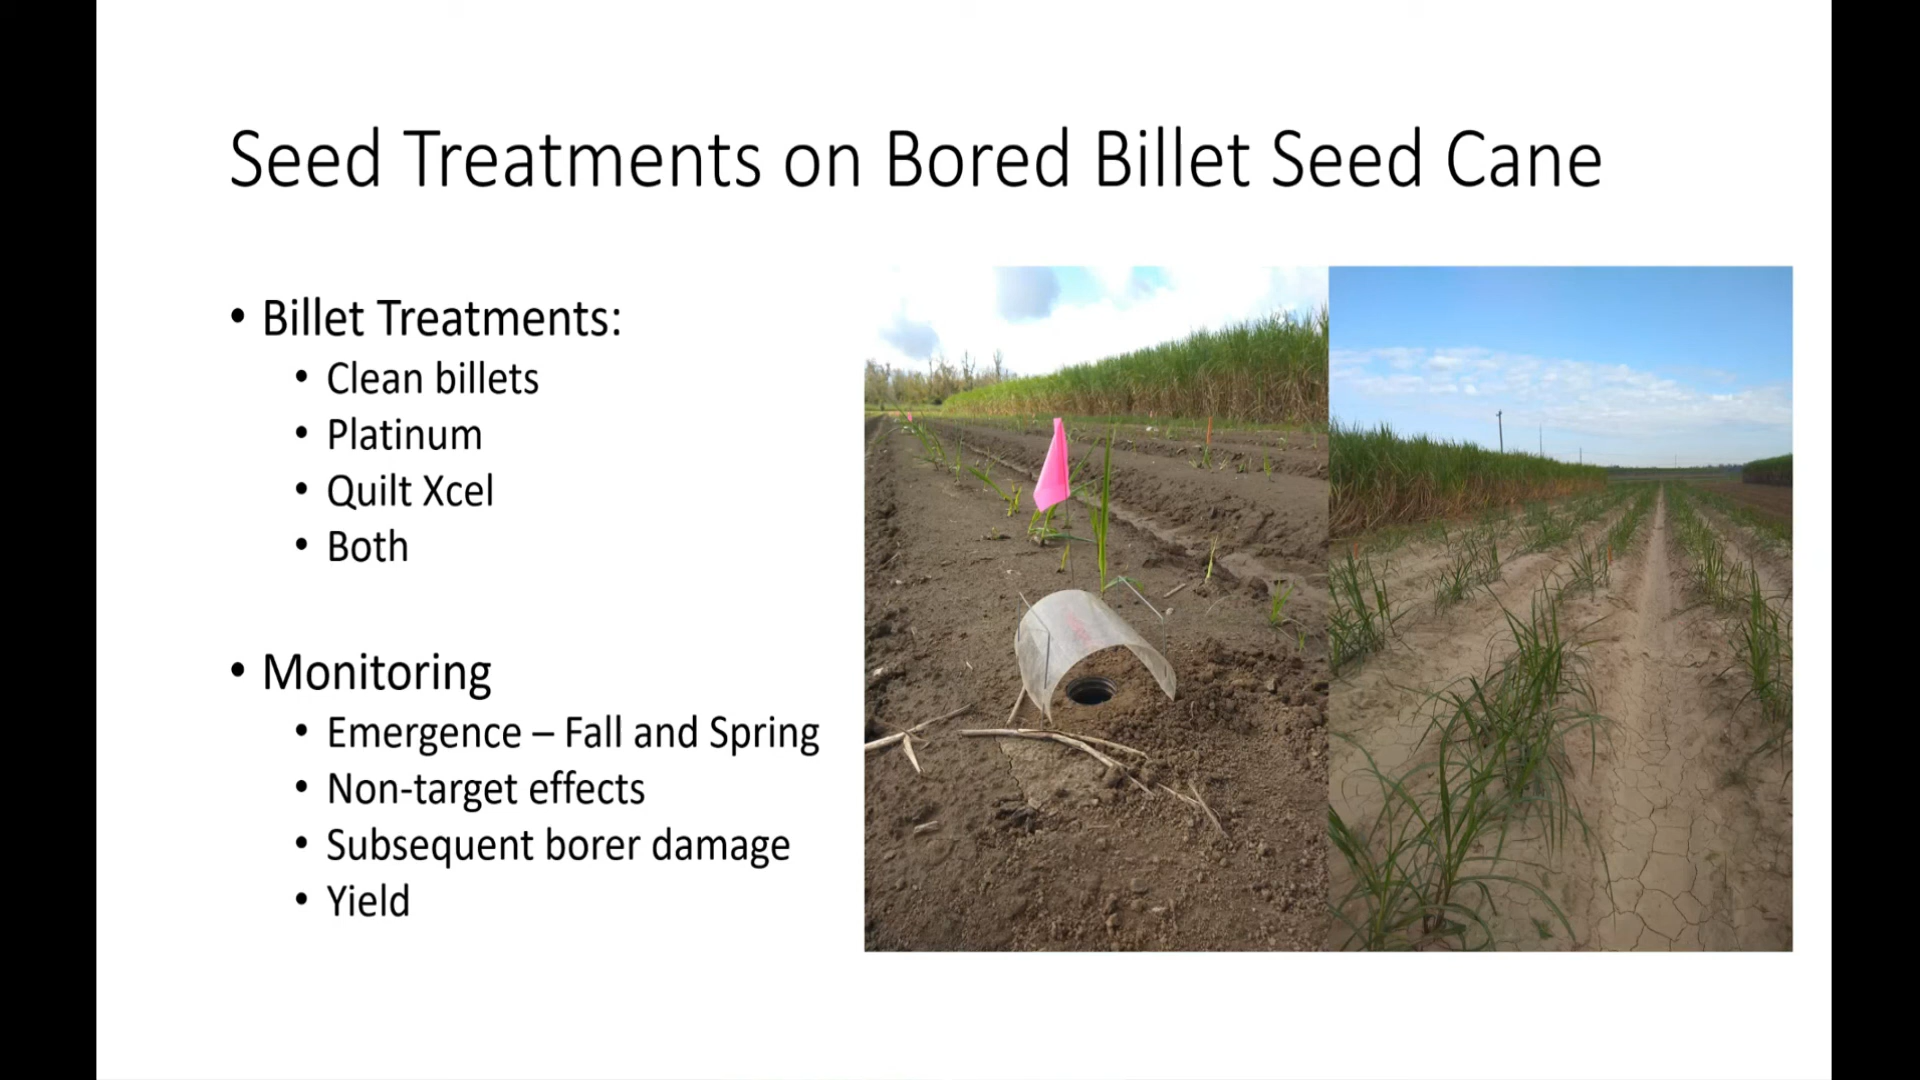 Seed Treatments on Bored Billet Seed Cane
• Billet Treatments:
• Clean billets
• Platinum
• Quilt Xcel
• Both
• Monitoring
• Emergence – Fall and Spring
• Non-target effects
• Subsequent borer damage
• Yield